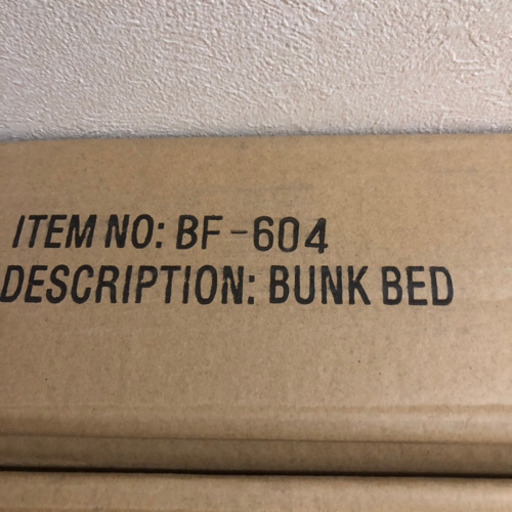 ITEM NO: BF-604
DESCRIPTION: BUNK BED